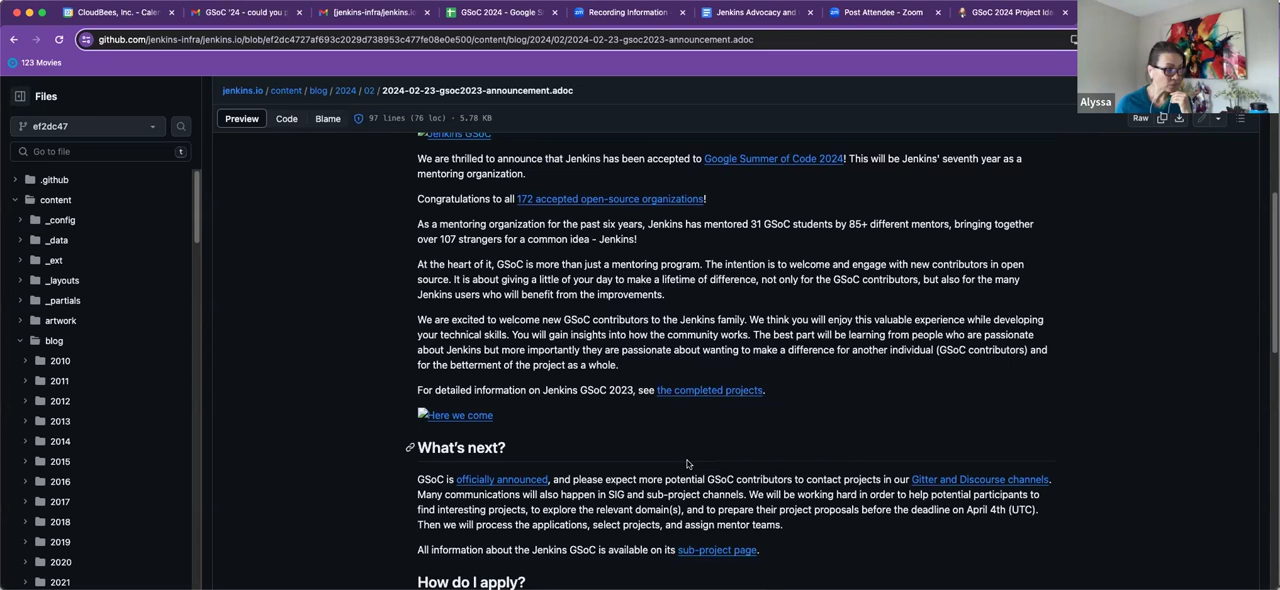 CloudBees, Inc. - Caler
GSoC '24 - could you p
[jenkins-infra/jenkins.io
GSoC 2024 - Google S
Recording Information
Jenkins Advocacy and
Post Attendee - Zoom
GSoC 2024 Project Ide
github.com/jenkins-infra/jenkins.io/blob/ef2dc4727af693c2029d738953c477fe08e0e500/content/blog/2024/02/2024-02-23-gsoc2023-announcement.adoc
123 Movies
Alyssa
Files
jenkins.io / content / blog / 2024 / 02 / 2024-02-23-gsoc2023-announcement.adoc
ef2dc47
Preview Code Blame 97 lines (76 loc) · 5.78 KB Raw
Go to file t
.github
content
_config
_data
_ext
_layouts
_partials
artwork
blog
2010
2011
2012
2013
2014
2015
2016
2017
2018
2019
2020
2021
Jenkins GSoC
We are thrilled to announce that Jenkins has been accepted to Google Summer of Code 2024! This will be Jenkins' seventh year as a
mentoring organization.
Congratulations to all 172 accepted open-source organizations!
As a mentoring organization for the past six years, Jenkins has mentored 31 GSoC students by 85+ different mentors, bringing together
over 107 strangers for a common idea - Jenkins!
At the heart of it, GSoC is more than just a mentoring program. The intention is to welcome and engage with new contributors in open
source. It is about giving a little of your day to make a lifetime of difference, not only for the GSoC contributors, but also for the many
Jenkins users who will benefit from the improvements.
We are excited to welcome new GSoC contributors to the Jenkins family. We think you will enjoy this valuable experience while developing
your technical skills. You will gain insights into how the community works. The best part will be learning from people who are passionate
about Jenkins but more importantly they are passionate about wanting to make a difference for another individual (GSoC contributors) and
for the betterment of the project as a whole.
For detailed information on Jenkins GSoC 2023, see the completed projects.
Here we come
What's next?
GSoC is officially announced, and please expect more potential GSoC contributors to contact projects in our Gitter and Discourse channels.
Many communications will also happen in SIG and sub-project channels. We will be working hard in order to help potential participants to
find interesting projects, to explore the relevant domain(s), and to prepare their project proposals before the deadline on April 4th (UTC).
Then we will process the applications, select projects, and assign mentor teams.
All information about the Jenkins GSoC is available on its sub-project page.
How do I apply?